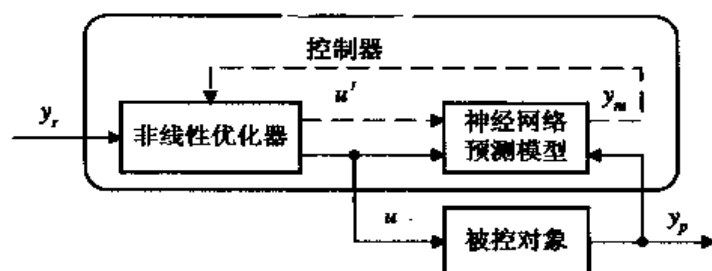 控制器
y_r
u'
y_m
非线性优化器
神经网络
预测模型
u
被控对象
y_p